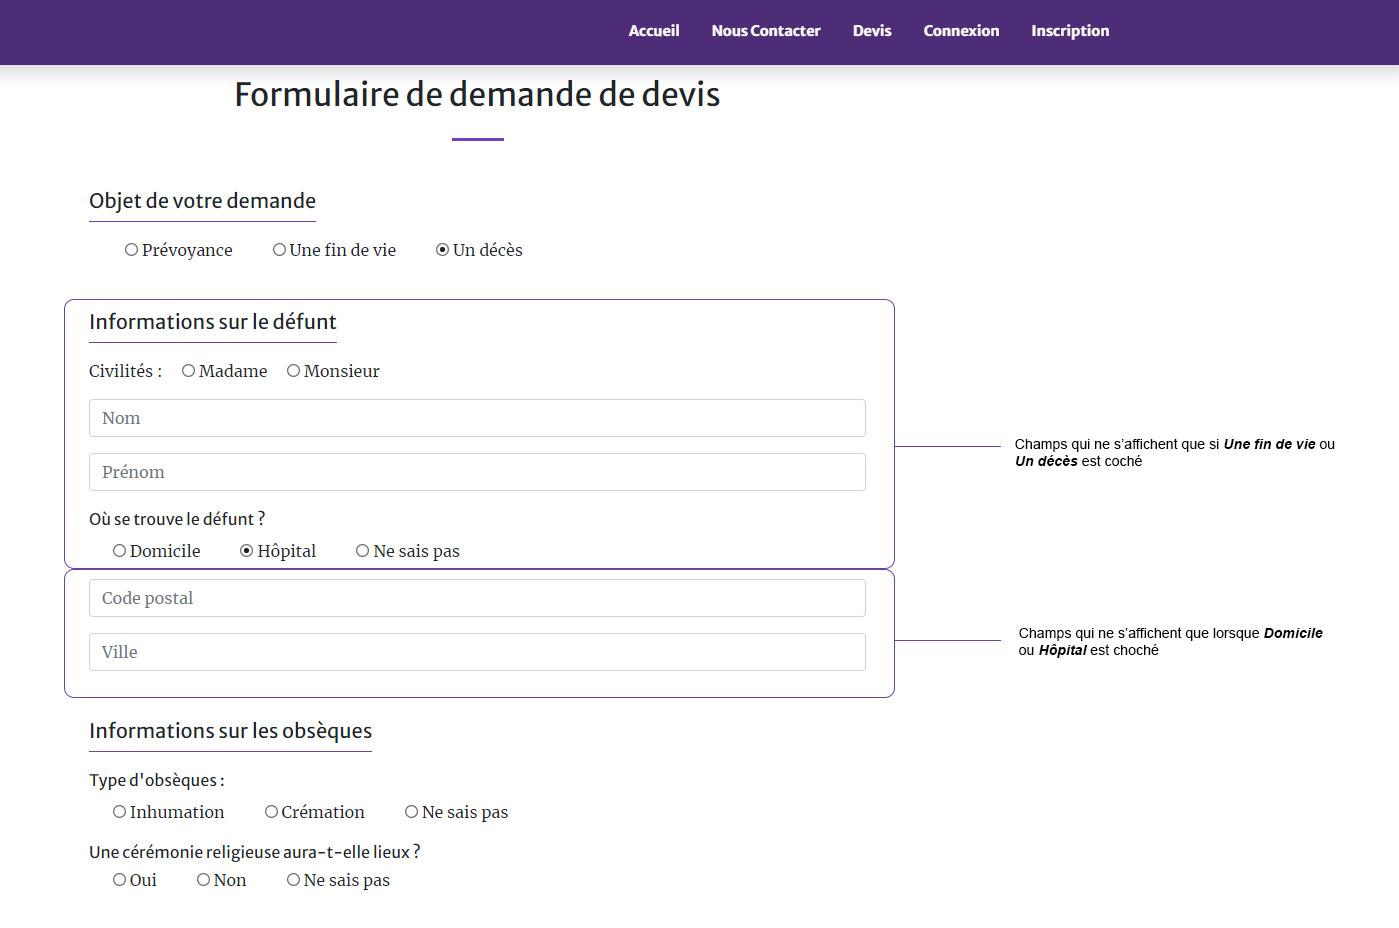 Accueil Nous Contacter Devis Connexion Inscription
Formulaire de demande de devis
Objet de votre demande
Prévoyance Une fin de vie Un décès
Informations sur le défunt
Civilités : Madame Monsieur
Nom
Prénom
Champs qui ne s'affichent que si Une fin de vie ou
Un décès est coché
Où se trouve le défunt ?
Domicile Hôpital Ne sais pas
Code postal
Ville
Champs qui ne s'affichent que lorsque Domicile
ou Hôpital est choché
Informations sur les obsèques
Type d'obsèques :
Inhumation Crémation Ne sais pas
Une cérémonie religieuse aura-t-elle lieux ?
Oui Non Ne sais pas